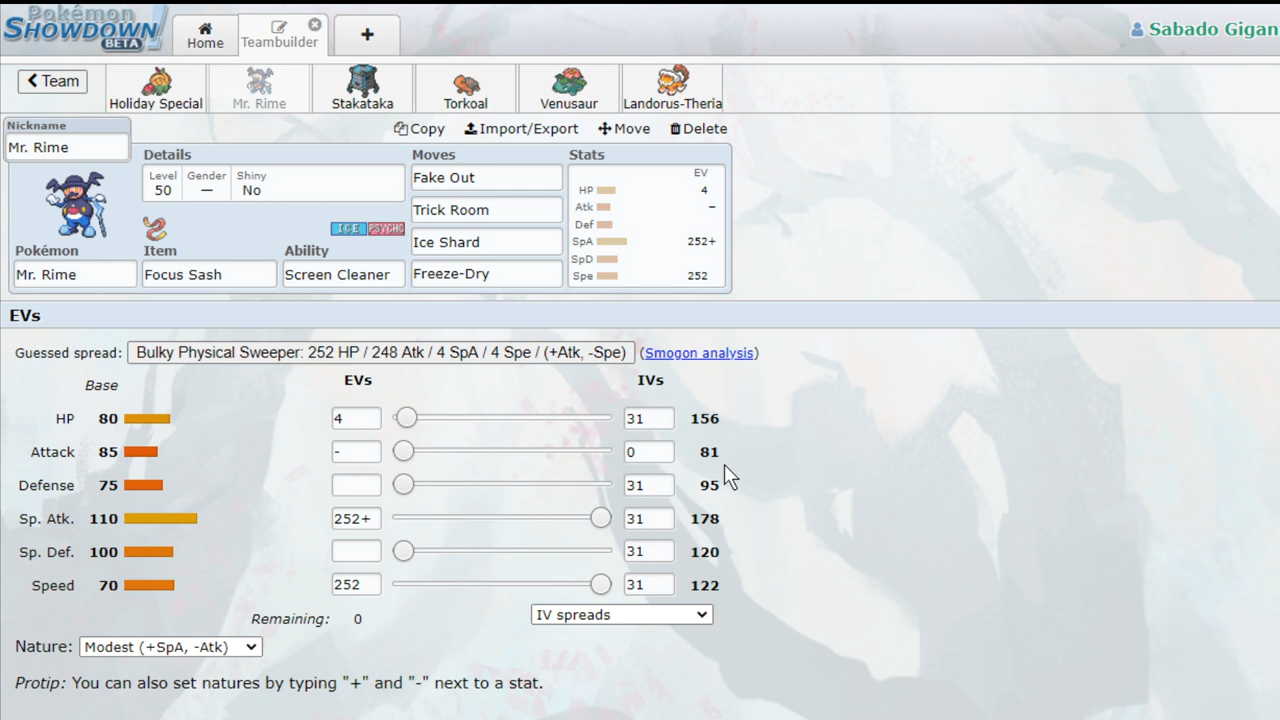 Pokémon
SHOWDOWN!
BETA
Home
Teambuilder
+
Sabado Gigan
Team
Holiday Special
Mr. Rime
Stakataka
Torkoal
Venusaur
Landorus-Theria
Nickname
Mr. Rime
Copy
Import/Export
Move
Delete
Details
Moves
Stats
Level
Gender
Shiny
50
—
No
Fake Out
Trick Room
Ice Shard
Freeze-Dry
EV
HP 4
Atk –
Def
SpA 252+
SpD
Spe 252
ICE PSYCHC
Pokémon
Item
Ability
Mr. Rime
Focus Sash
Screen Cleaner
EVs
Guessed spread: Bulky Physical Sweeper: 252 HP / 248 Atk / 4 SpA / 4 Spe / (+Atk, -Spe) (Smogon analysis)
Base EVs IVs
HP 80 4 31 156
Attack 85 - 0 81
Defense 75 31 95
Sp. Atk. 110 252+ 31 178
Sp. Def. 100 31 120
Speed 70 252 31 122
Remaining: 0
IV spreads
Nature: Modest (+SpA, -Atk)
Protip: You can also set natures by typing "+" and "-" next to a stat.